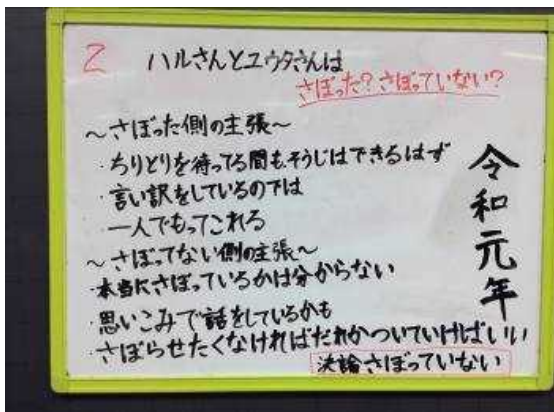 2 ハルさんとユウタさんは
さぼった？さぼっていない？
～さぼった側の主張～
・ちりとりを待ってる間もそうじはできるはず
・言い訳をしているのでは
・一人でもってこれる
～さぼってない側の主張～
・本当にさぼっているかは分からない
・思いこみで話をしているかも
・さぼらせたくなければだれかついていけばいい
決論さぼっていない
令和元年